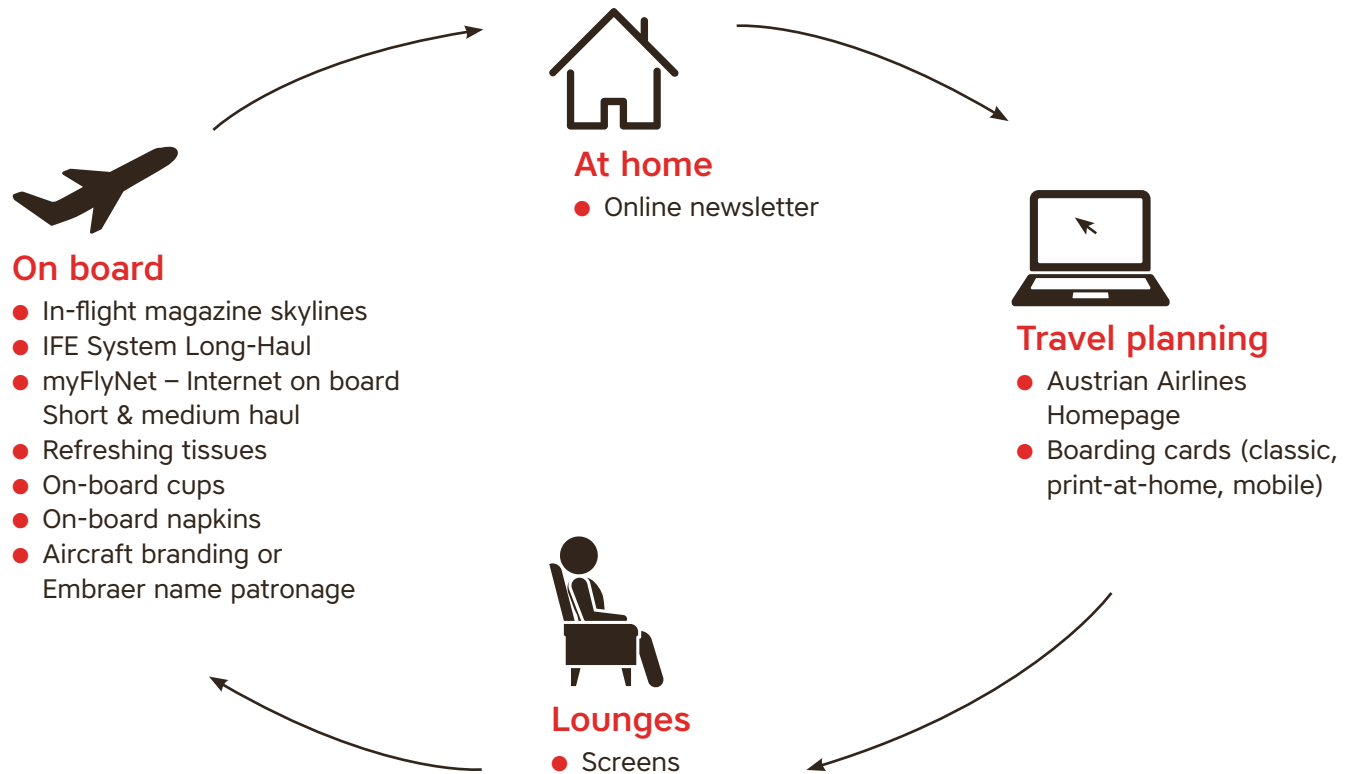 At home
● Online newsletter
On board
● In-flight magazine skylines
● IFE System Long-Haul
● myFlyNet – Internet on board
Short & medium haul
● Refreshing tissues
● On-board cups
● On-board napkins
● Aircraft branding or
Embraer name patronage
Travel planning
● Austrian Airlines
Homepage
● Boarding cards (classic,
print-at-home, mobile)
Lounges
● Screens